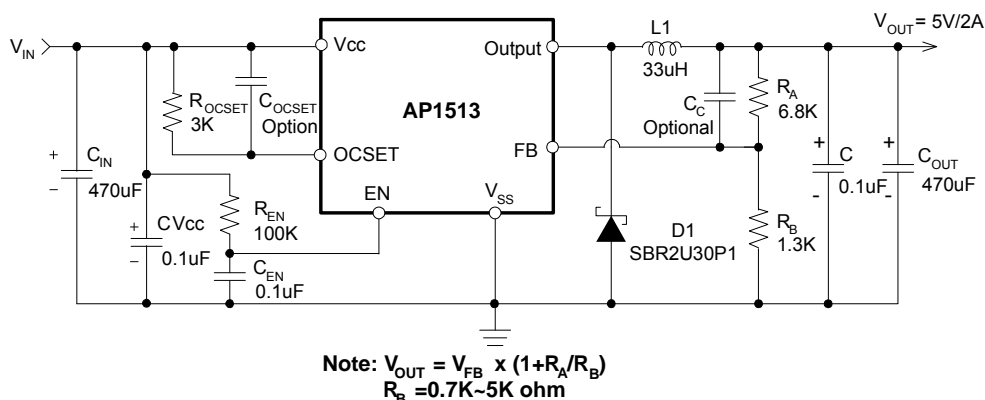 V_IN
Vcc
Output
L1
33uH
V_OUT = 5V/2A
AP1513
R_OCSET
3K
C_OCSET
Option
OCSET
FB
EN
V_SS
C_C
Optional
R_A
6.8K
+
C_IN
470uF
-
+
CVcc
0.1uF
-
R_EN
100K
C_EN
0.1uF
D1
SBR2U30P1
R_B
1.3K
+
C
0.1uF
-
+
C_OUT
470uF
-
Note: V_OUT = V_FB x (1+R_A/R_B)
R_B =0.7K~5K ohm